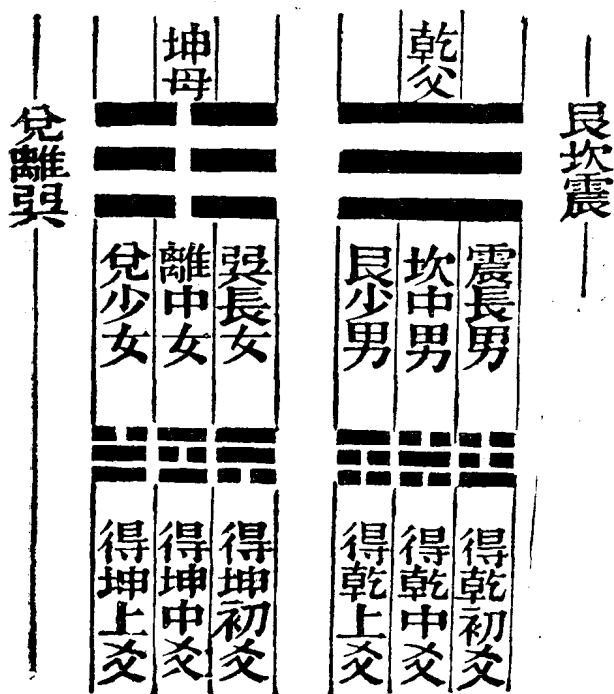 艮坎震
乾父
震長男
坎中男
艮少男
得乾初爻
得乾中爻
得乾上爻
兌離巽
坤母
巽長女
離中女
兌少女
得坤初爻
得坤中爻
得坤上爻